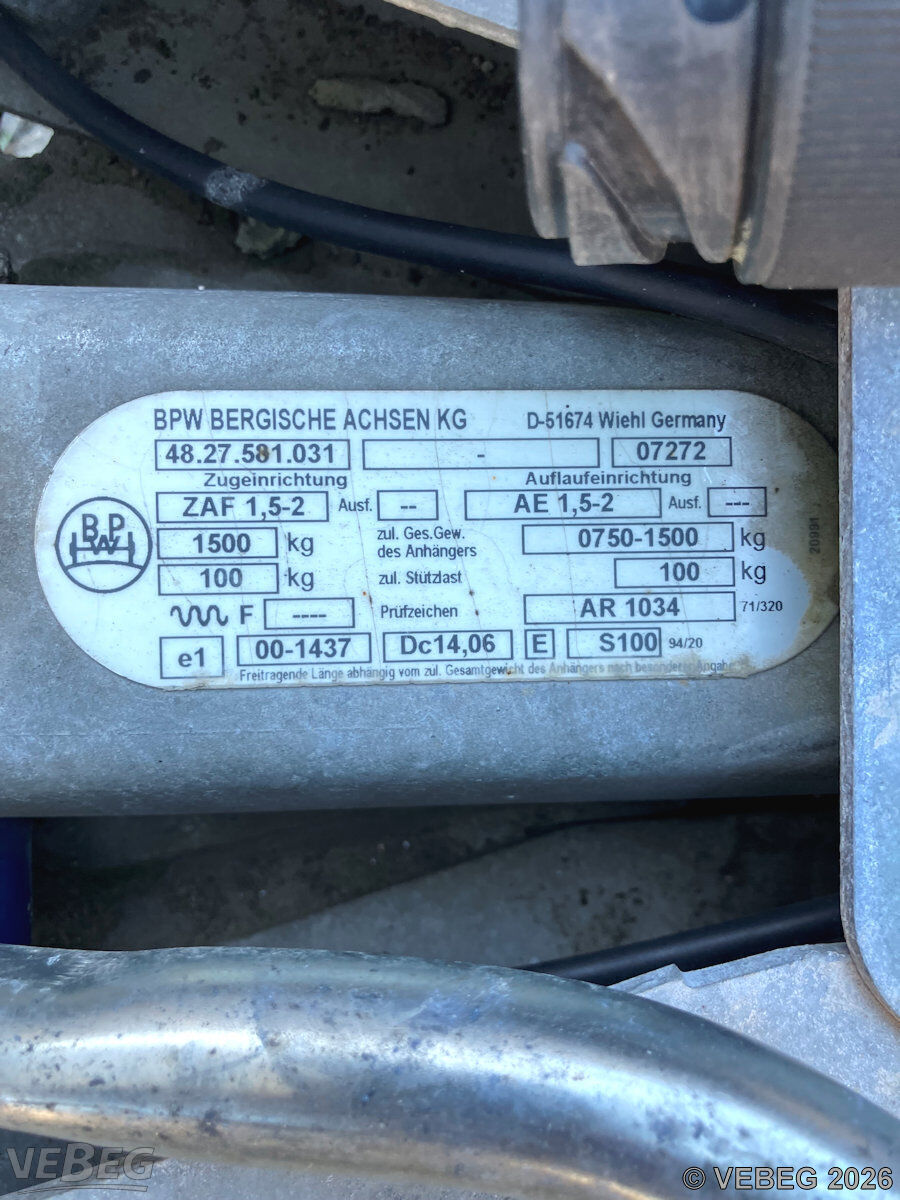 BPW BERGISCHE ACHSEN KG D-51674 Wiehl Germany
48.27.581.031 - 07272
Zugeinrichtung Auflaufeinrichtung
ZAF 1,5-2 Ausf. -- AE 1,5-2 Ausf. ---
1500 kg zul. Ges.Gew. des Anhängers 0750-1500 kg
100 kg zul. Stützlast 100 kg
F ---- Prüfzeichen AR 1034 71/320
e1 00-1437 Dc14,06 E S100 94/20
Freitragende Länge abhängig vom zul. Gesamtgewicht des Anhängers nach besonderer Angabe
20991
BPW
VEBEG
© VEBEG 2026